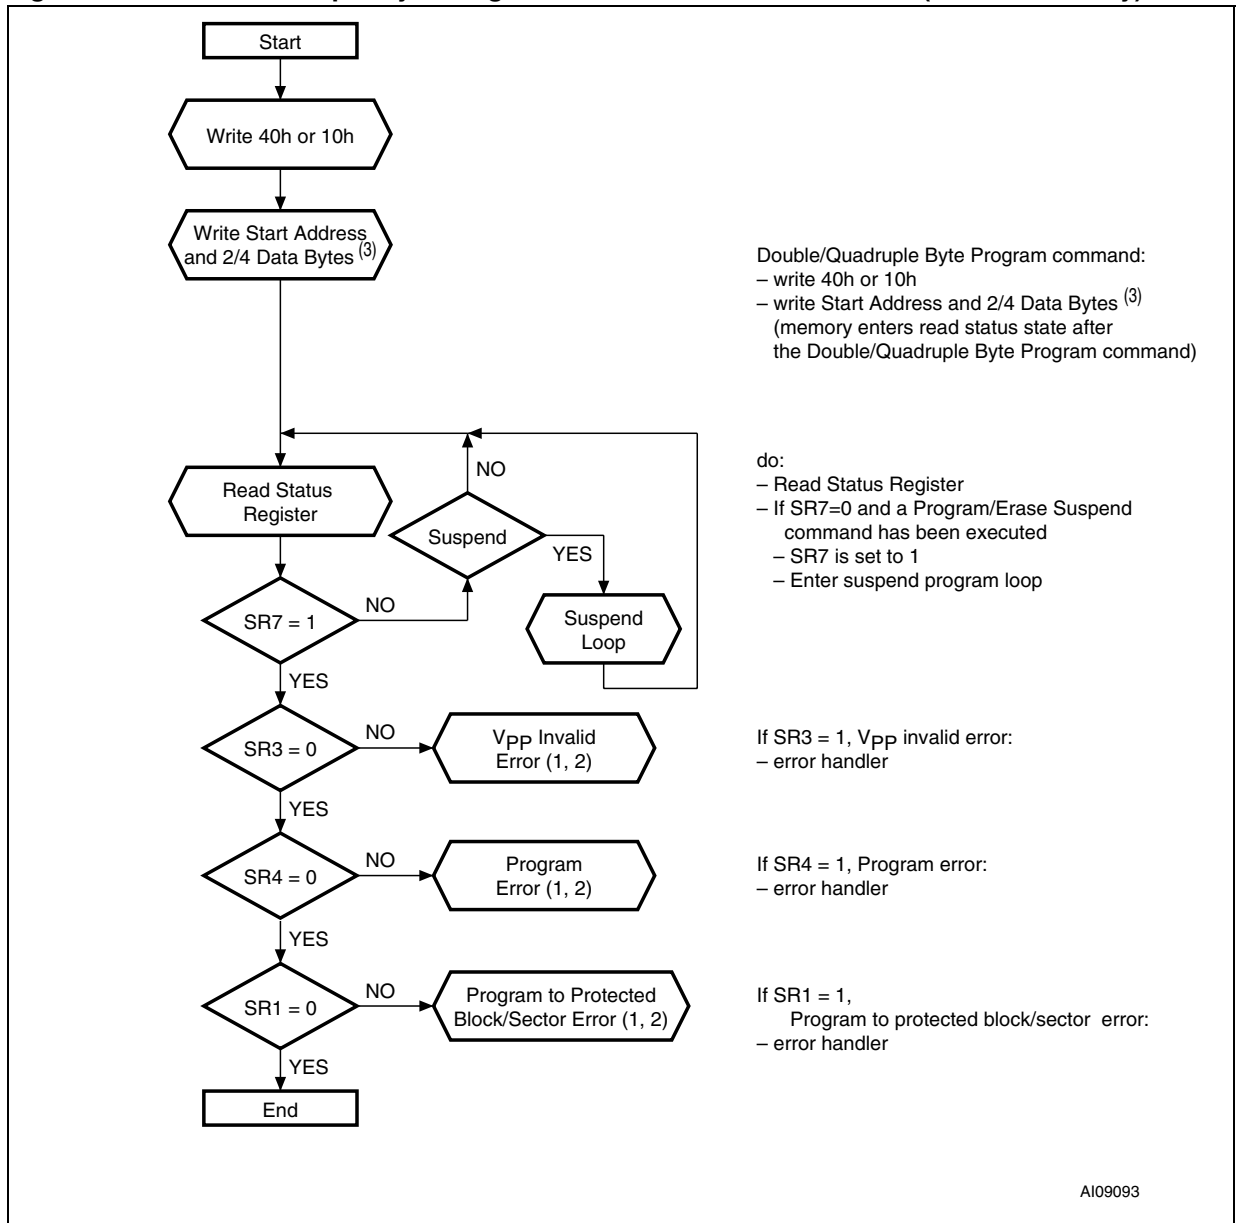 Start
Write 40h or 10h
Write Start Address
and 2/4 Data Bytes (3)
Double/Quadruple Byte Program command:
– write 40h or 10h
– write Start Address and 2/4 Data Bytes (3)
(memory enters read status state after
the Double/Quadruple Byte Program command)
NO
Read Status
Register
Suspend
YES
do:
– Read Status Register
– If SR7=0 and a Program/Erase Suspend
command has been executed
– SR7 is set to 1
– Enter suspend program loop
SR7 = 1
NO
Suspend
Loop
YES
SR3 = 0
NO
VPP Invalid
Error (1, 2)
If SR3 = 1, VPP invalid error:
– error handler
YES
SR4 = 0
NO
Program
Error (1, 2)
If SR4 = 1, Program error:
– error handler
YES
SR1 = 0
NO
Program to Protected
Block/Sector Error (1, 2)
If SR1 = 1,
Program to protected block/sector error:
– error handler
YES
End
AI09093